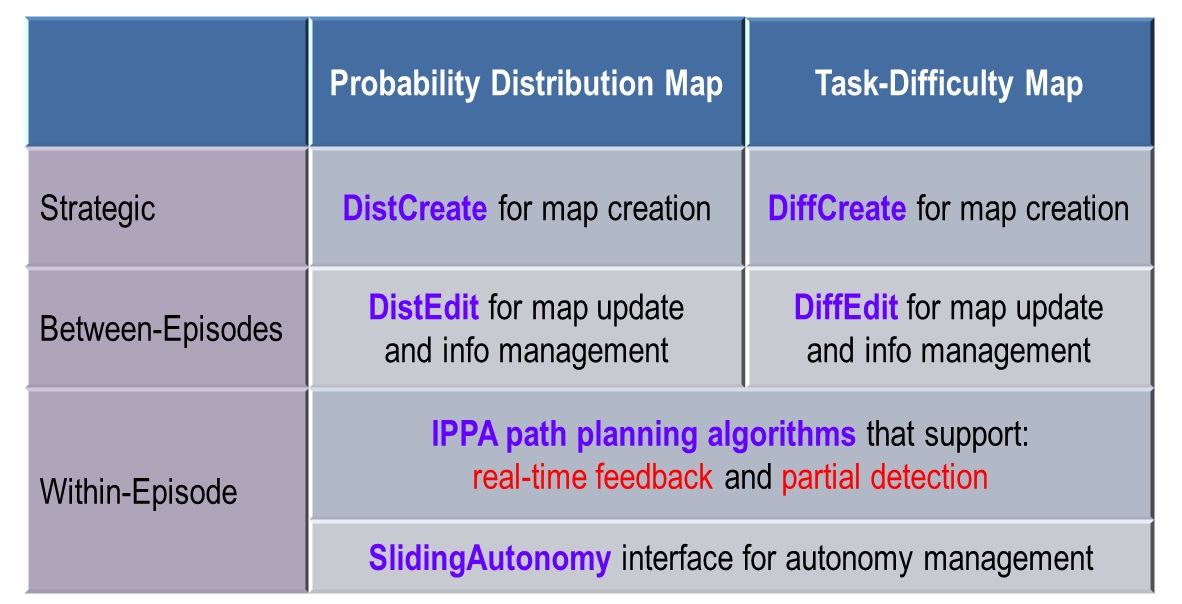 Probability Distribution Map
Task-Difficulty Map
Strategic
DistCreate for map creation
DiffCreate for map creation
Between-Episodes
DistEdit for map update
and info management
DiffEdit for map update
and info management
Within-Episode
IPPA path planning algorithms that support:
real-time feedback and partial detection
SlidingAutonomy interface for autonomy management